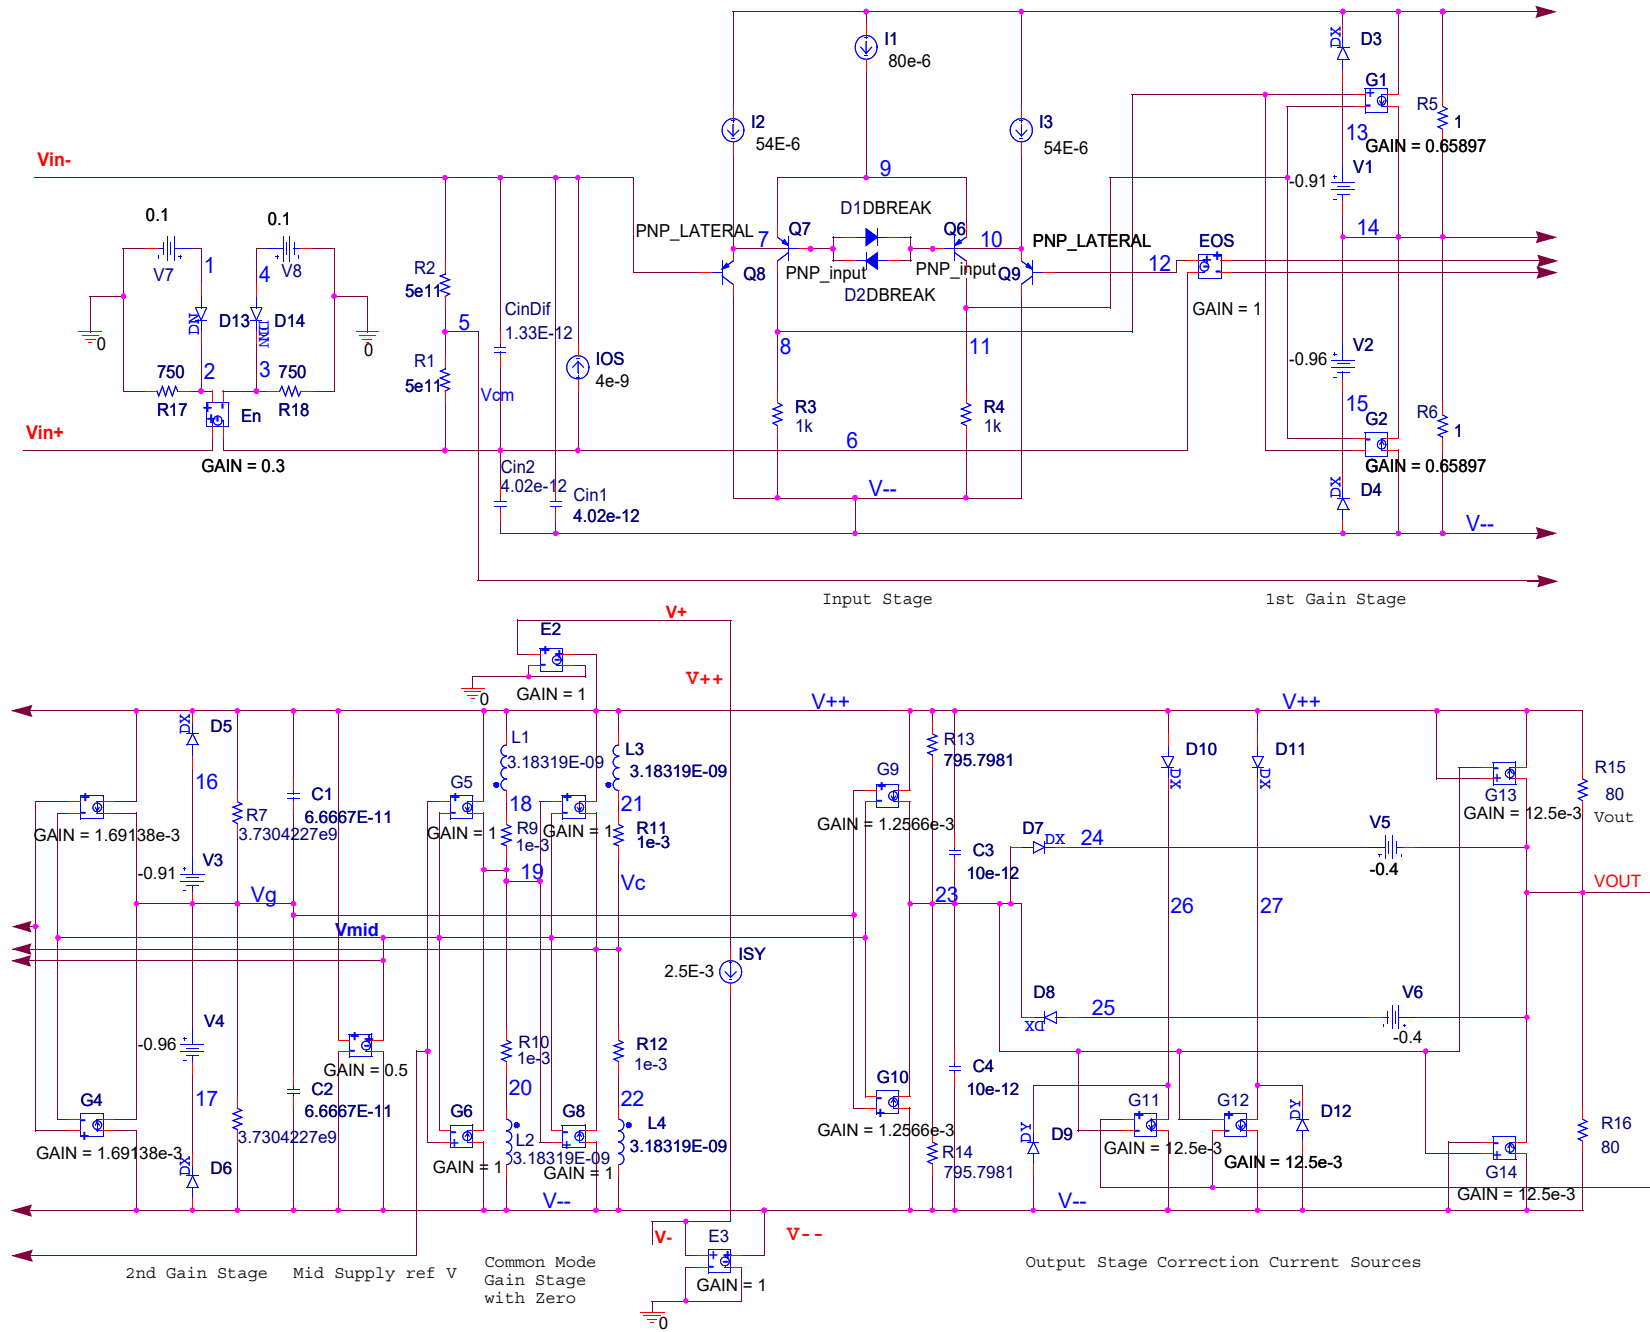 I1
80e-6
DX
D3
G1
R5
1
13
GAIN = 0.65897
I2
54E-6
I3
54E-6
Vin-
9
V1
-0.91
0.1
0.1
D1DBREAK
PNP_LATERAL
7
Q7
Q6
10
PNP_LATERAL
14
EOS
V7
1
4
V8
R2
5e11
Q8
PNP_input
PNP_input
Q9
12
D2DBREAK
GAIN = 1
CinDif
1.33E-12
DN
D13
D14
DN
5
0
0
8
11
V2
-0.96
R1
5e11
IOS
4e-9
750
2
3
750
Vcm
R17
En
R18
R3
1k
R4
1k
15
R6
1
G2
Vin+
6
GAIN = 0.3
GAIN = 0.65897
Cin2
4.02e-12
Cin1
4.02e-12
V--
DX
D4
V--
Input Stage
1st Gain Stage
V+
E2
V++
0
GAIN = 1
V++
V++
DX
D5
L1
3.18319E-09
L3
3.18319E-09
R13
795.7981
D10
DX
D11
DX
16
G5
18
21
G9
G13
R15
80
Vout
C1
6.6667E-11
R7
3.7304227e9
GAIN = 1.69138e-3
GAIN = 1
R9
1e-3
GAIN = 1
R11
1e-3
GAIN = 1.2566e-3
GAIN = 12.5e-3
D7
DX
24
V5
-0.4
C3
10e-12
V3
-0.91
Vg
19
Vc
23
26
27
VOUT
Vmid
ISY
2.5E-3
D8
DX
25
V6
-0.4
V4
-0.96
R10
1e-3
R12
1e-3
GAIN = 0.5
C4
10e-12
17
C2
6.6667E-11
20
22
G10
G4
G6
G8
L4
3.18319E-09
G11
G12
DY
D12
R16
80
3.7304227e9
GAIN = 1.69138e-3
GAIN = 1.2566e-3
DY
D9
L2
3.18319E-09
GAIN = 1
GAIN = 1
R14
795.7981
GAIN = 12.5e-3
GAIN = 12.5e-3
G14
GAIN = 12.5e-3
DX
D6
V--
V--
V-
E3
V--
GAIN = 1
0
2nd Gain Stage
Mid Supply ref V
Common Mode
Gain Stage
with Zero
Output Stage Correction Current Sources